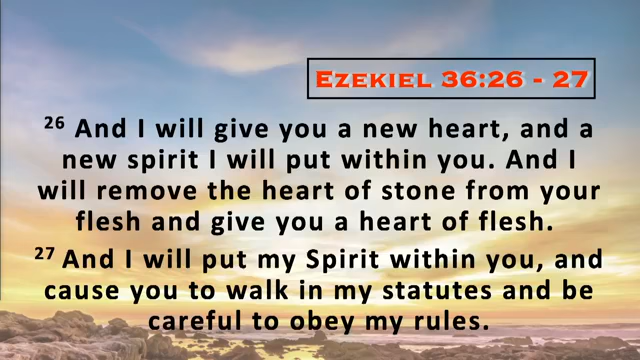 EZEKIEL 36:26 - 27
26 And I will give you a new heart, and a
new spirit I will put within you. And I
will remove the heart of stone from your
flesh and give you a heart of flesh.
27 And I will put my Spirit within you, and
cause you to walk in my statutes and be
careful to obey my rules.